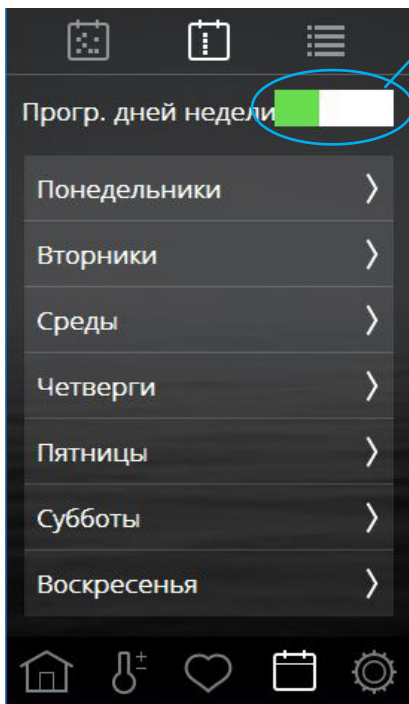 Прогр. дней недели
Понедельники
Вторники
Среды
Четверги
Пятницы
Субботы
Воскресенья